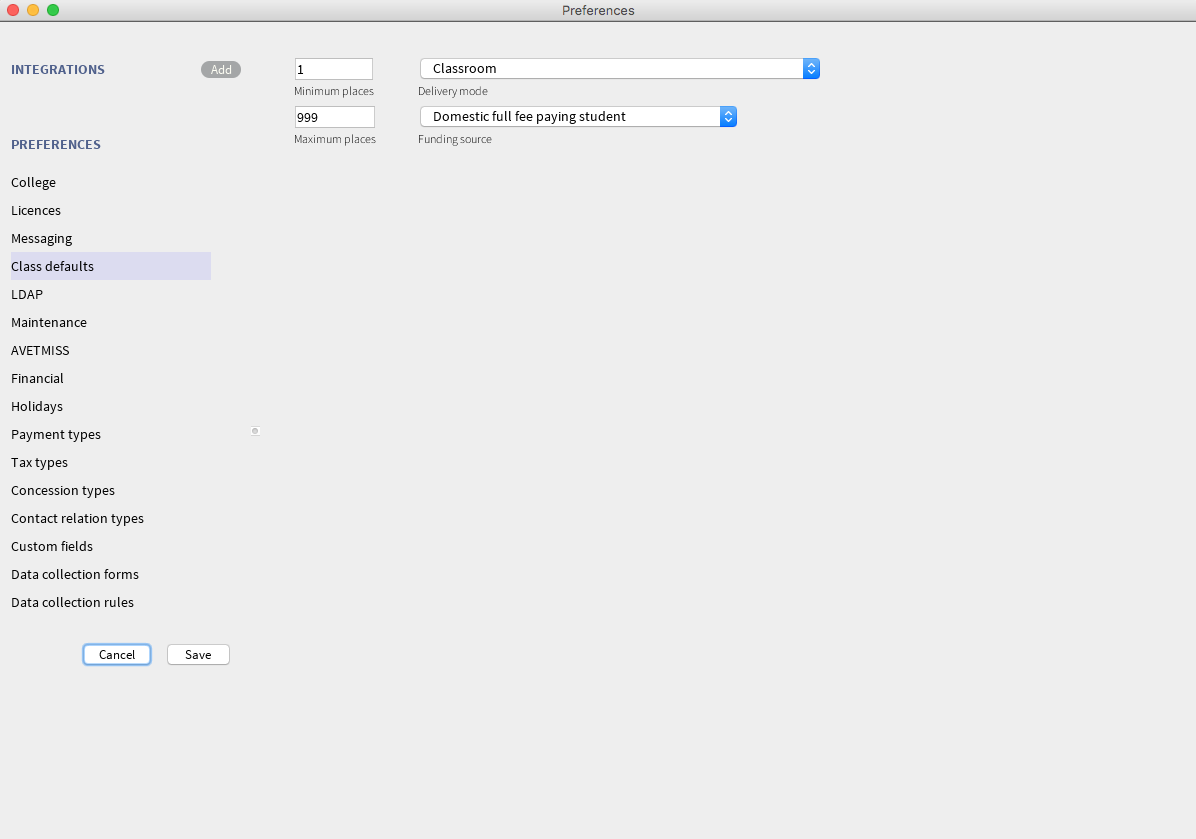 Preferences
INTEGRATIONS Add
PREFERENCES
College
Licences
Messaging
Class defaults
LDAP
Maintenance
AVETMISS
Financial
Holidays
Payment types
Tax types
Concession types
Contact relation types
Custom fields
Data collection forms
Data collection rules
Cancel Save
1 Classroom
Minimum places Delivery mode
999 Domestic full fee paying student
Maximum places Funding source